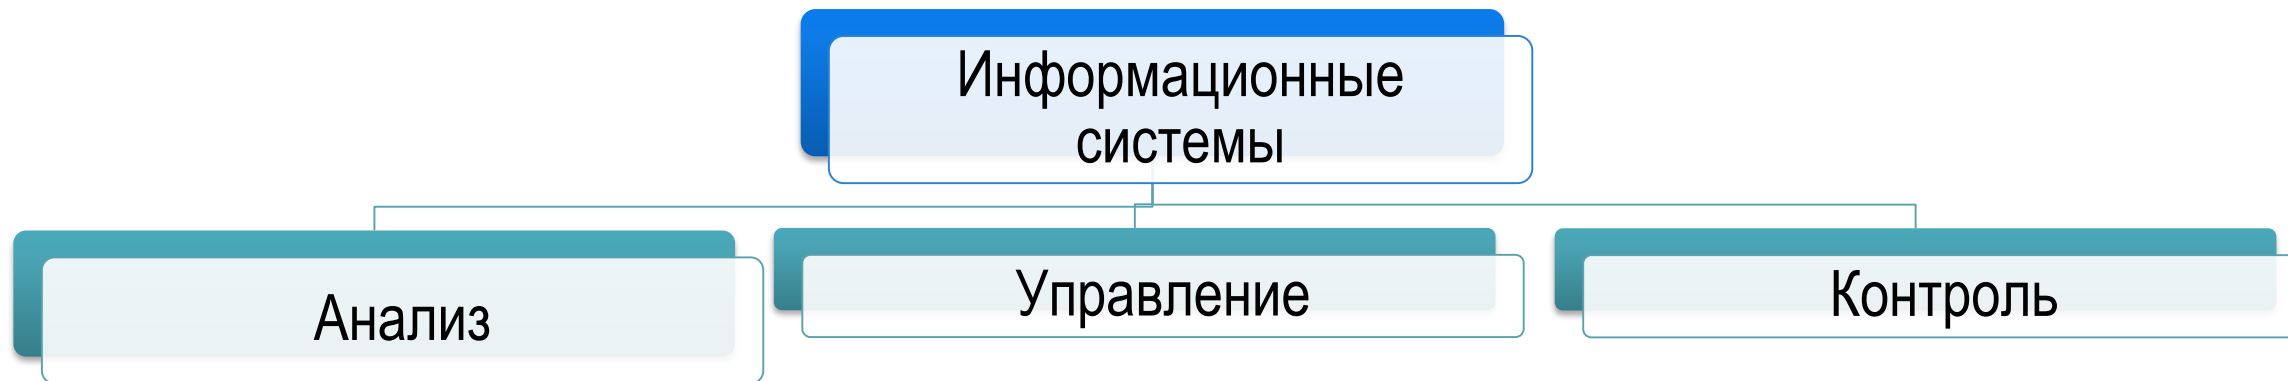 Информационные
системы
Анализ
Управление
Контроль